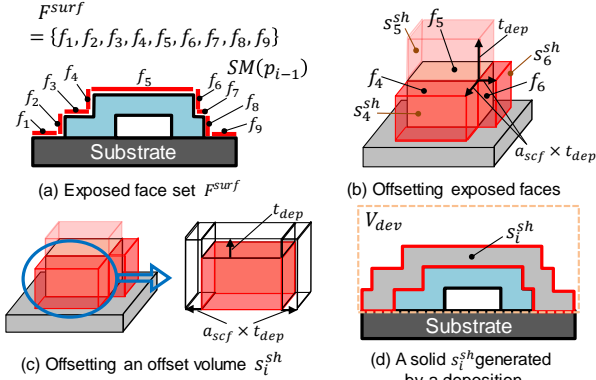 F^surf
= {f₁, f₂, f₃, f₄, f₅, f₆, f₇, f₈, f₉}
f₄ f₅ SM(p_{i−1})
f₃ f₆
f₂ f₇
f₁ f₈
f₉
Substrate
(a) Exposed face set F^surf
s₅^sh f₅ t_dep
s₆^sh
f₄ f₆
s₄^sh
a_scf × t_dep
(b) Offsetting exposed faces
t_dep
a_scf × t_dep
(c) Offsetting an offset volume s_i^sh
V_dev s_i^sh
Substrate
(d) A solid s_i^sh generated
by a deposition